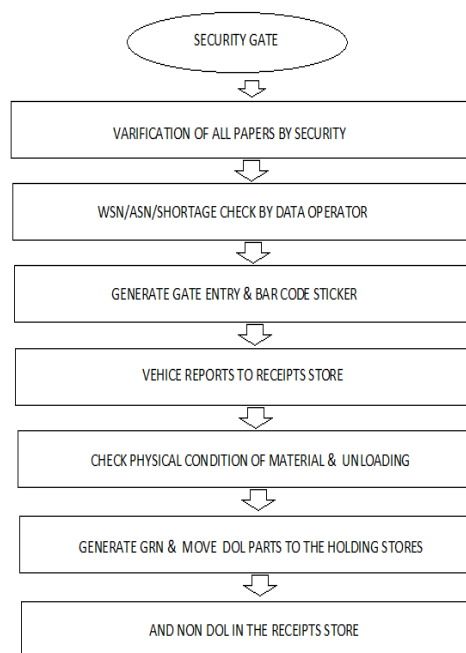 SECURITY GATE
VARIFICATION OF ALL PAPERS BY SECURITY
WSN/ASN/SHORTAGE CHECK BY DATA OPERATOR
GENERATE GATE ENTRY & BAR CODE STICKER
VEHICE REPORTS TO RECEIPTS STORE
CHECK PHYSICAL CONDITION OF MATERIAL & UNLOADING
GENERATE GRN & MOVE DOL PARTS TO THE HOLDING STORES
AND NON DOL IN THE RECEIPTS STORE